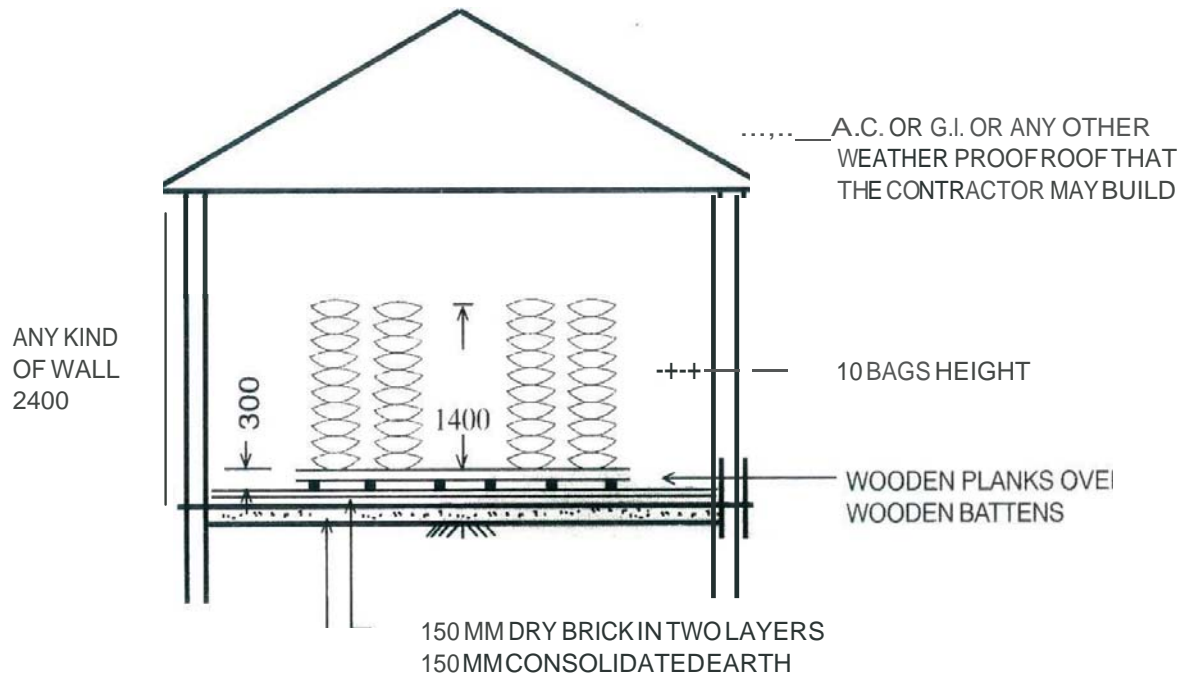 ...,.. A.C. OR G.I. OR ANY OTHER
WEATHER PROOF ROOF THAT
THE CONTRACTOR MAY BUILD
ANY KIND
OF WALL
2400
300
1400
10 BAGS HEIGHT
WOODEN PLANKS OVE
WOODEN BATTENS
150 MM DRY BRICK IN TWO LAYERS
150 MM CONSOLIDATED EARTH